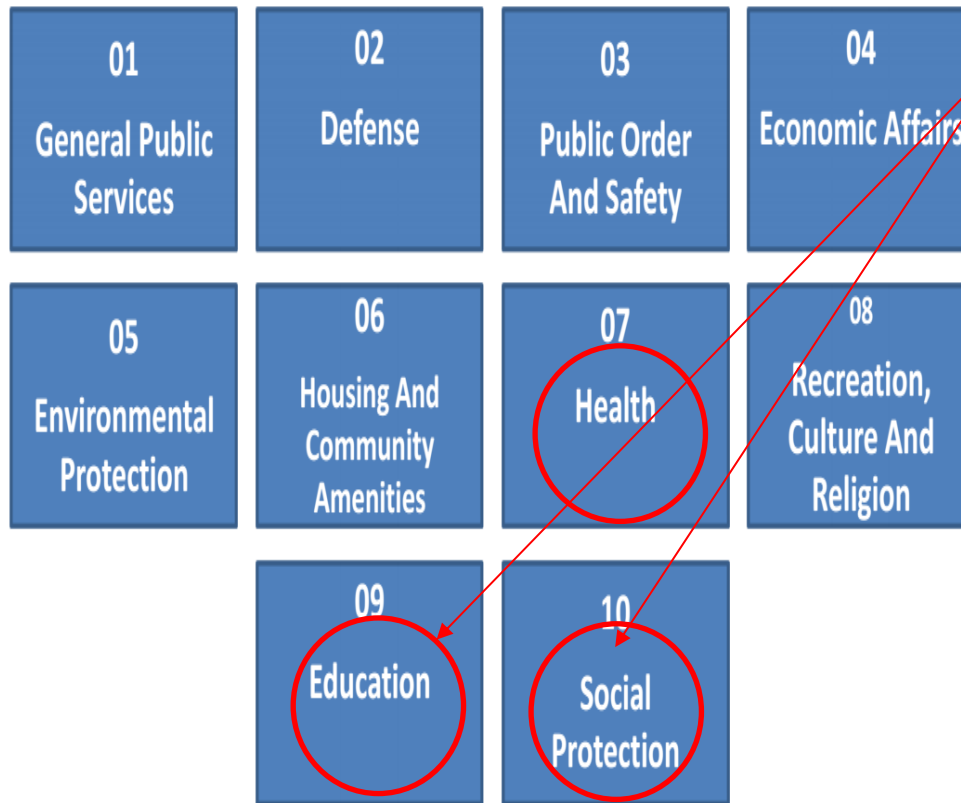 01
General Public
Services
02
Defense
03
Public Order
And Safety
04
Economic Affairs
05
Environmental
Protection
06
Housing And
Community
Amenities
07
Health
08
Recreation,
Culture And
Religion
09
Education
10
Social
Protection